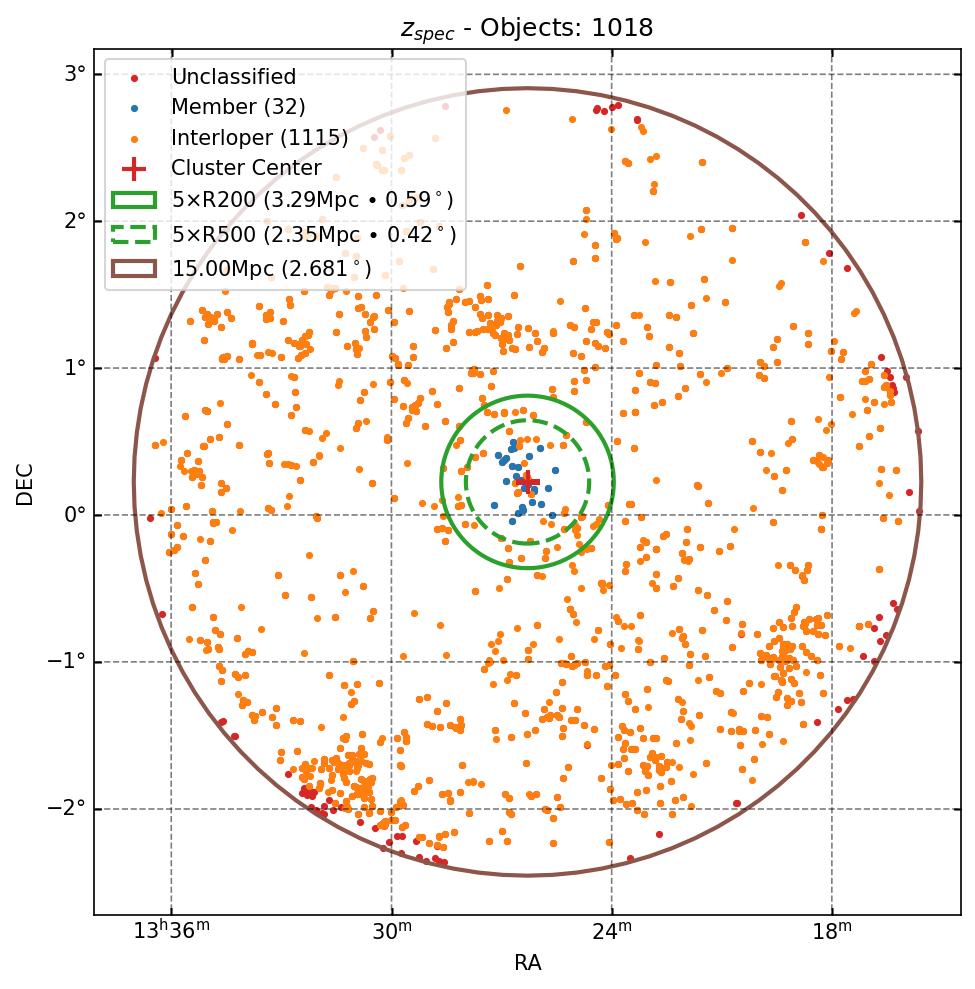 z_spec - Objects: 1018
Unclassified
Member (32)
Interloper (1115)
Cluster Center
5×R200 (3.29Mpc • 0.59°)
5×R500 (2.35Mpc • 0.42°)
15.00Mpc (2.681°)
3°
2°
1°
0°
−1°
−2°
DEC
13ʰ36ᵐ 30ᵐ 24ᵐ 18ᵐ
RA